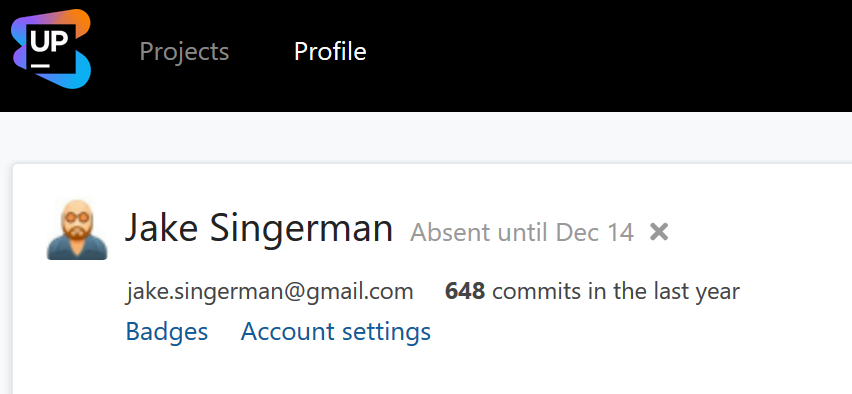 UP
Projects Profile
Jake Singerman Absent until Dec 14
jake.singerman@gmail.com 648 commits in the last year
Badges Account settings